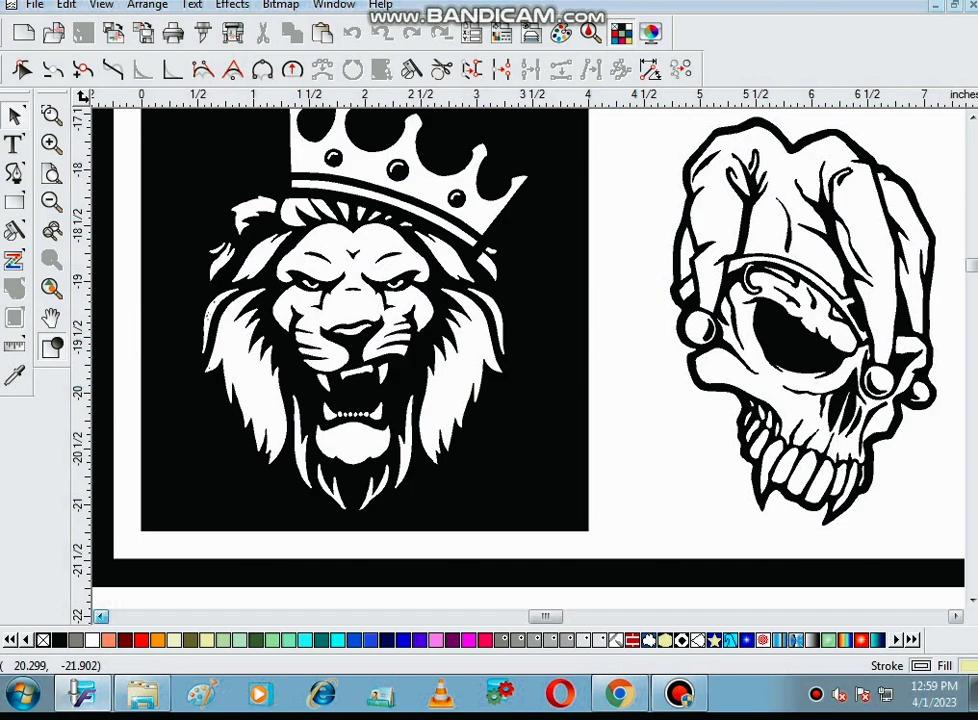 File Edit View Arrange Text Effects Bitmap Window Help
www.BANDICAM.com
0 1/2 1 1 1/2 2 2 1/2 3 3 1/2 4 4 1/2 5 5 1/2 6 6 1/2 7 inches
-18
-18 1/2
-19
-19 1/2
-20
-20 1/2
-21
-21 1/2
-22
( 20.299, -21.902)
Stroke Fill
12:59 PM
4/1/2023